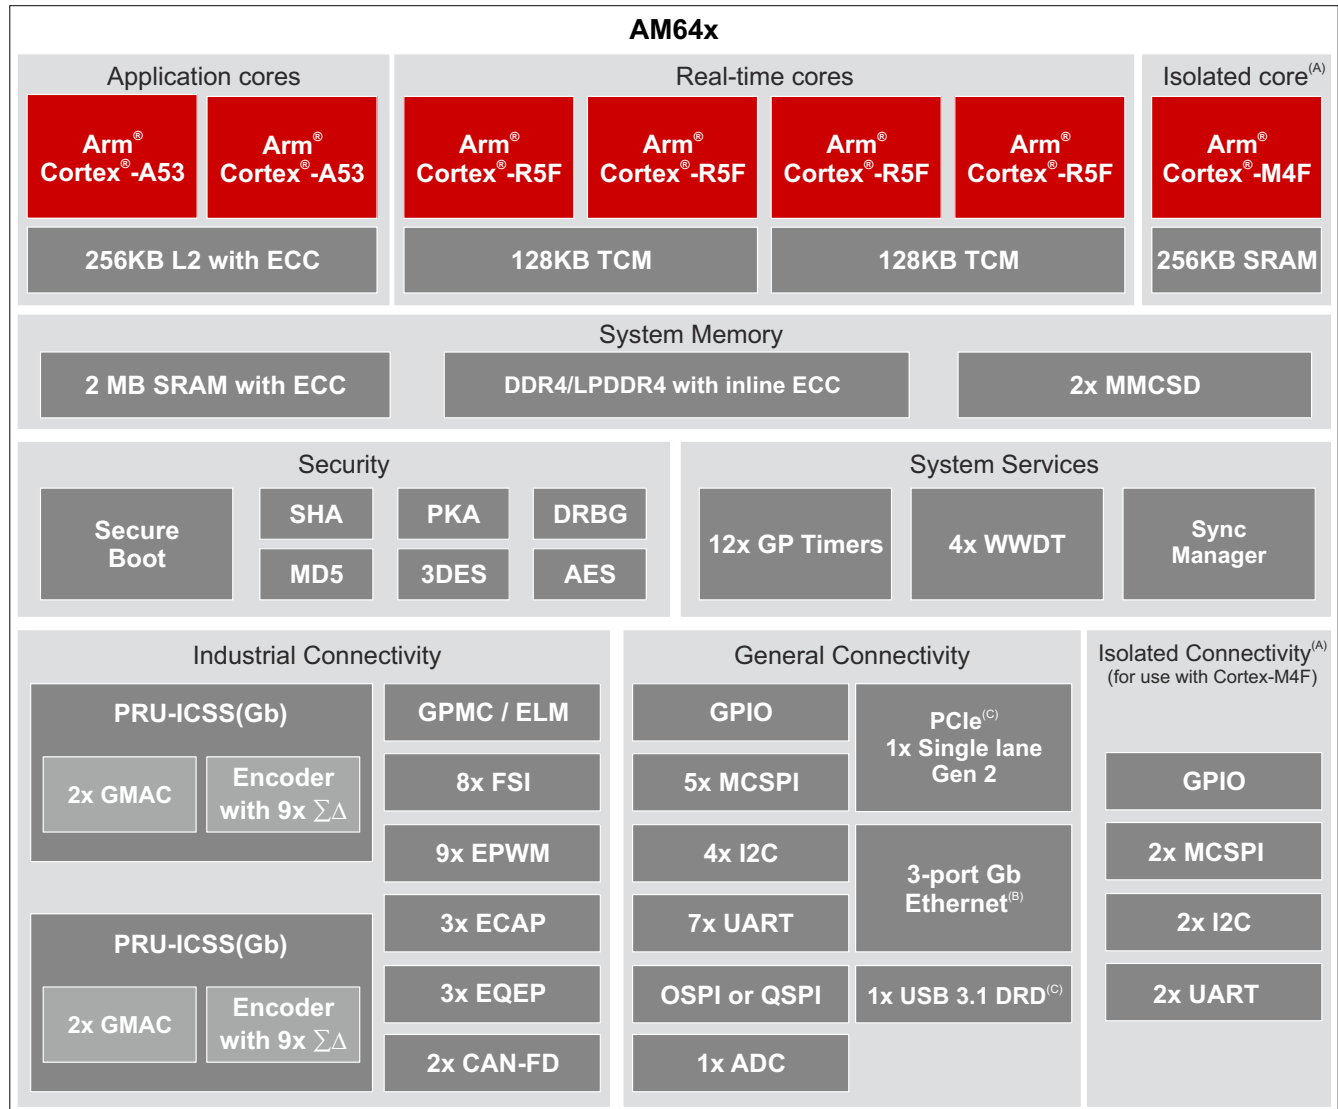 AM64x
Application cores
Arm®
Cortex®-A53
Arm®
Cortex®-A53
256KB L2 with ECC
Real-time cores
Arm®
Cortex®-R5F
Arm®
Cortex®-R5F
Arm®
Cortex®-R5F
Arm®
Cortex®-R5F
128KB TCM
128KB TCM
Isolated core(A)
Arm®
Cortex®-M4F
256KB SRAM
System Memory
2 MB SRAM with ECC
DDR4/LPDDR4 with inline ECC
2x MMCSD
Security
Secure
Boot
SHA
PKA
DRBG
MD5
3DES
AES
System Services
12x GP Timers
4x WWDT
Sync
Manager
Industrial Connectivity
PRU-ICSS(Gb)
2x GMAC
Encoder
with 9x ∑Δ
PRU-ICSS(Gb)
2x GMAC
Encoder
with 9x ∑Δ
GPMC / ELM
8x FSI
9x EPWM
3x ECAP
3x EQEP
2x CAN-FD
General Connectivity
GPIO
5x MCSPI
4x I2C
7x UART
OSPI or QSPI
1x ADC
PCIe(C)
1x Single lane
Gen 2
3-port Gb
Ethernet(B)
1x USB 3.1 DRD(C)
Isolated Connectivity(A)
(for use with Cortex-M4F)
GPIO
2x MCSPI
2x I2C
2x UART